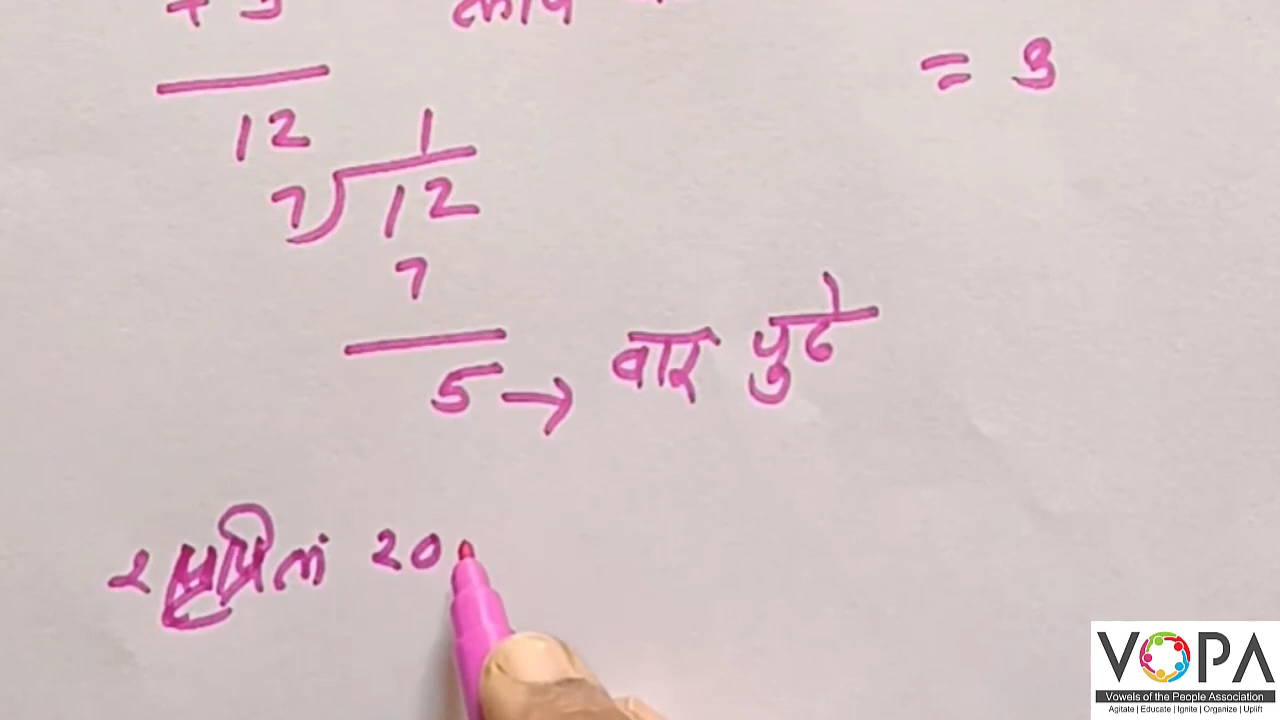 = 3
12
1
7)12
7
5 → वार पुढे
२ एप्रिल 20
VOPA
Vowels of the People Association
Agitate | Educate | Ignite | Organize | Uplift